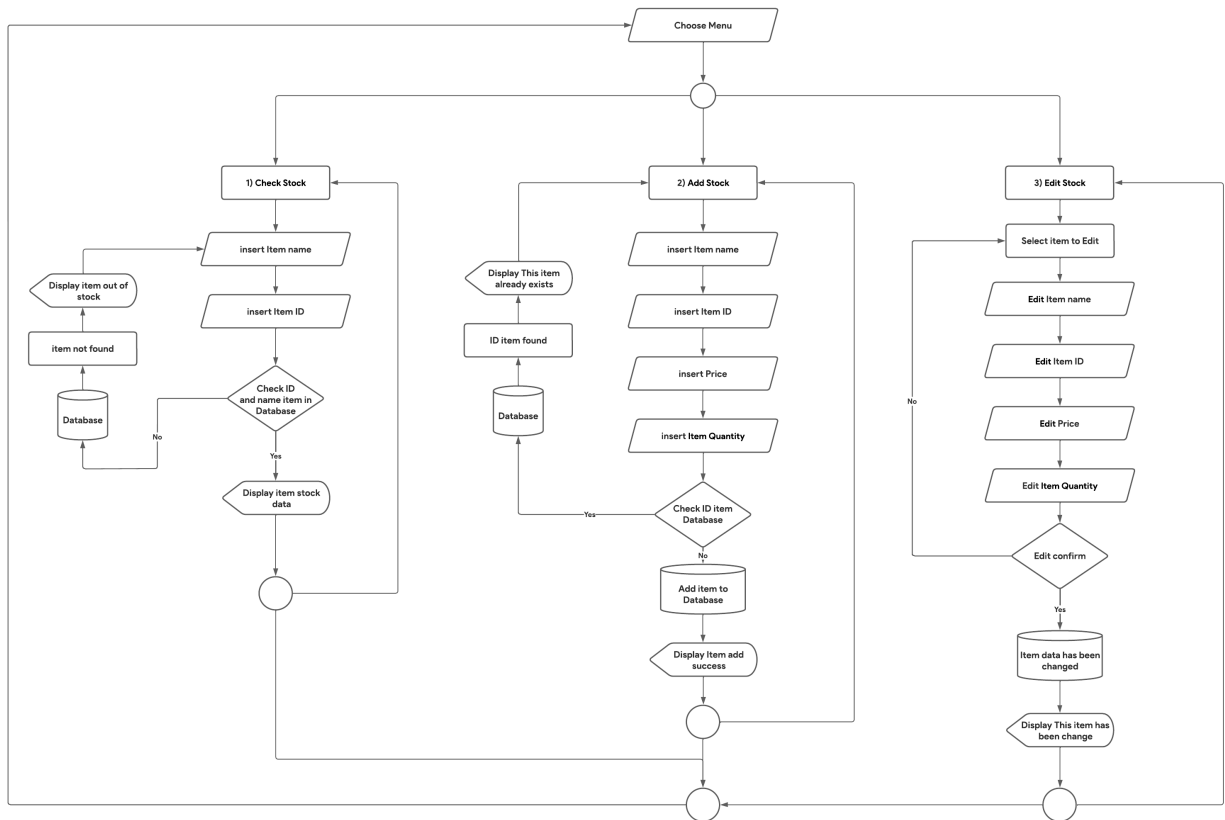 Choose Menu
1) Check Stock
insert Item name
insert Item ID
Check ID
and name item in
Database
No
Database
item not found
Display item out of
stock
Yes
Display item stock
data
2) Add Stock
insert Item name
insert Item ID
insert Price
insert Item Quantity
Check ID item
Database
Yes
Database
ID item found
Display This item
already exists
No
Add item to
Database
Display Item add
success
3) Edit Stock
Select item to Edit
Edit Item name
Edit Item ID
Edit Price
Edit Item Quantity
Edit confirm
No
Yes
Item data has been
changed
Display This item has
been change